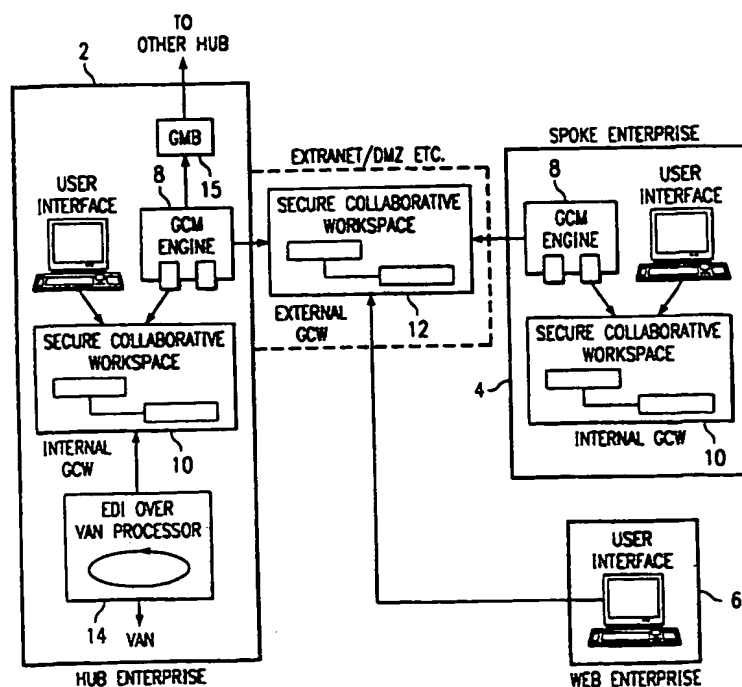 TO
OTHER HUB
2
GMB
15
8
USER
INTERFACE
GCM
ENGINE
SECURE COLLABORATIVE
WORKSPACE
INTERNAL
GCW
10
EDI OVER
VAN PROCESSOR
14
VAN
HUB ENTERPRISE
EXTRANET/DMZ ETC.
SECURE COLLABORATIVE
WORKSPACE
EXTERNAL
GCW
12
SPOKE ENTERPRISE
8
GCM
ENGINE
USER
INTERFACE
SECURE COLLABORATIVE
WORKSPACE
4
INTERNAL GCW
10
USER
INTERFACE
6
WEB ENTERPRISE